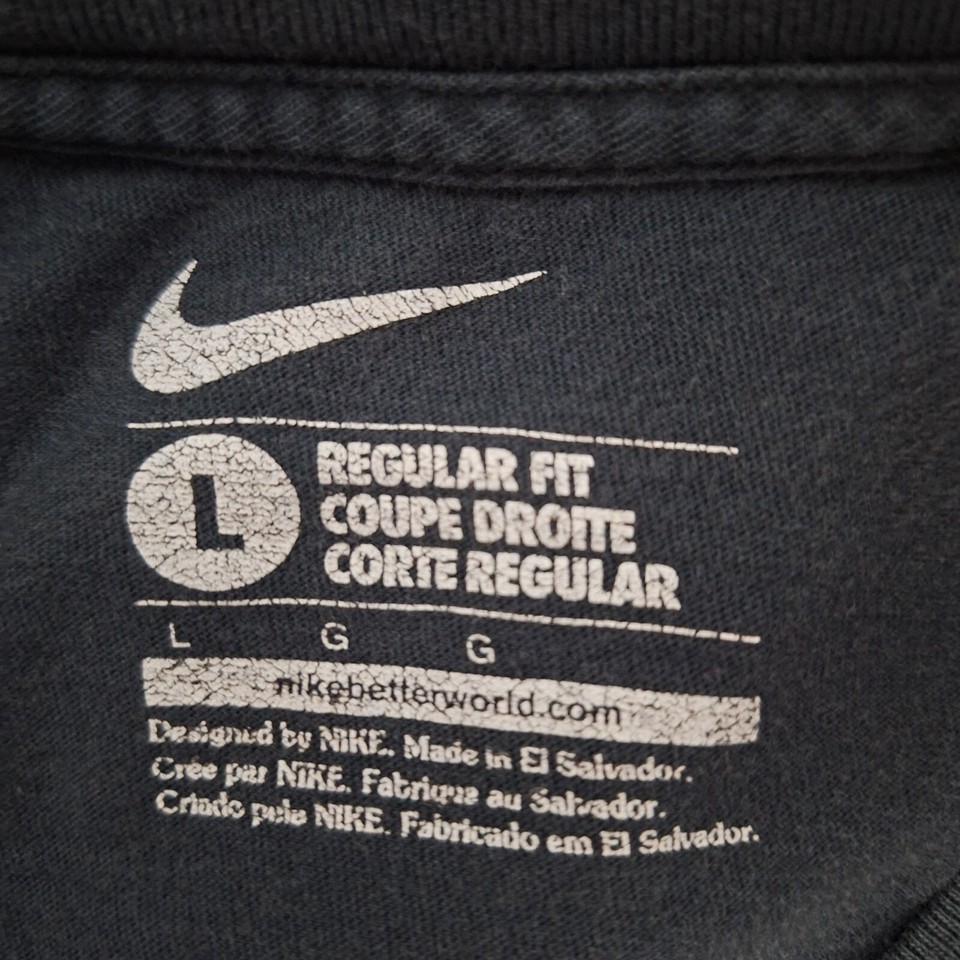 L
REGULAR FIT
COUPE DROITE
CORTE REGULAR
L G G
nikebetterworld.com
Designed by NIKE. Made in El Salvador.
Crée par NIKE. Fabrique au Salvador.
Criado pela NIKE. Fabricado em El Salvador.